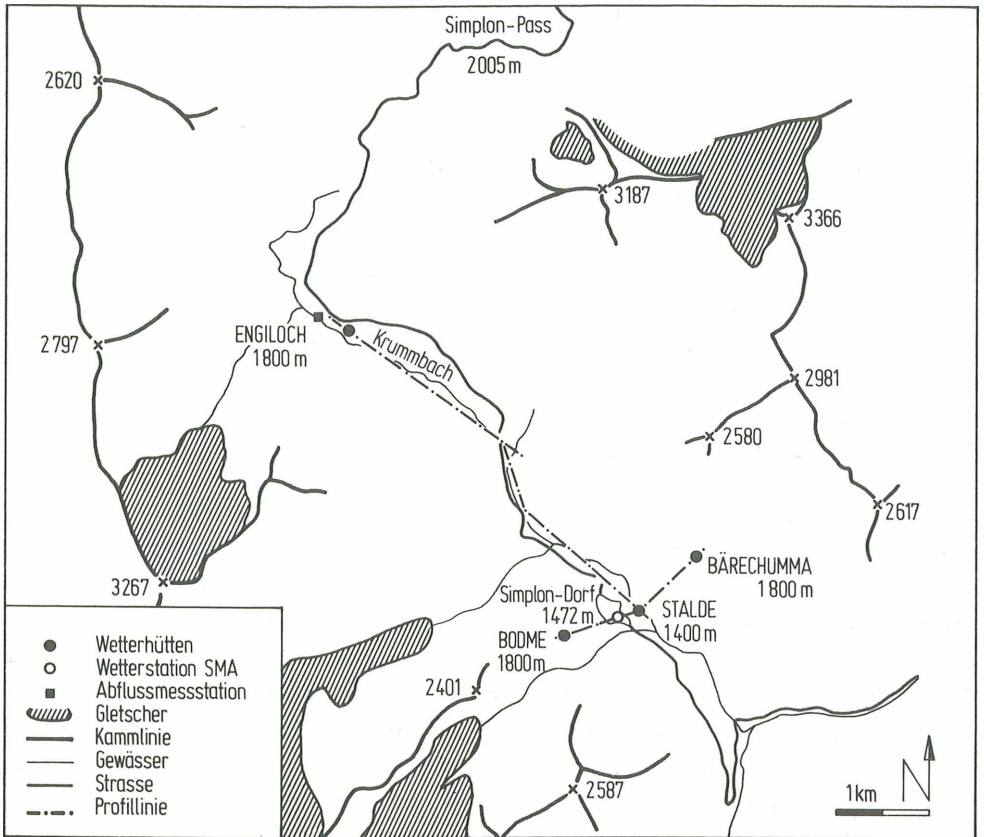 Simplon-Pass
2005 m
2620
3187
3366
2797
ENGILOCH
1800 m
Krummbach
2981
2580
2617
3267
BÄRECHUMMA
1800 m
Simplon-Dorf
1472 m
STALDE
1400 m
BODME
1800 m
2401
2587
Wetterhütten
Wetterstation SMA
Abflussmessstation
Gletscher
Kammlinie
Gewässer
Strasse
Profillinie
1km
N